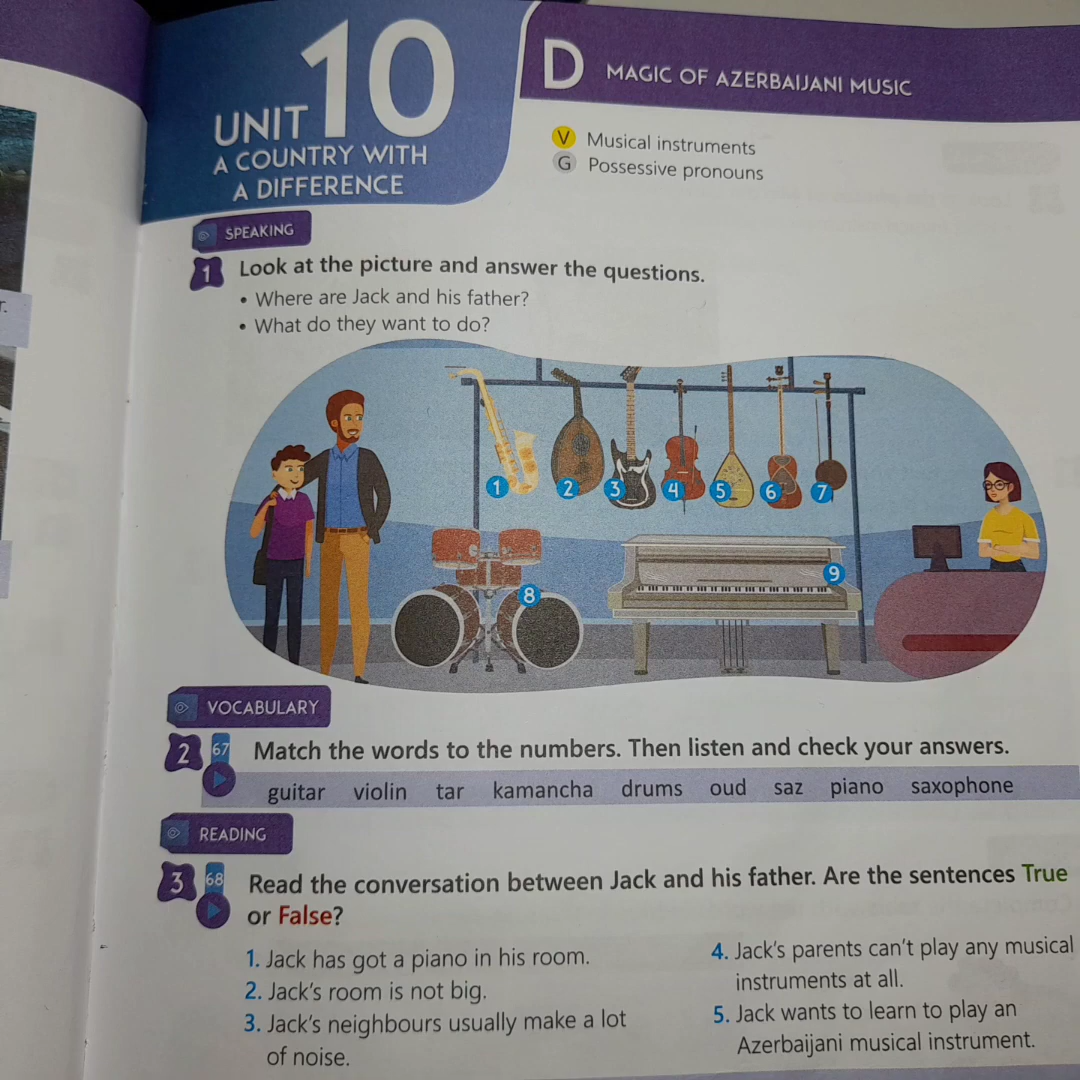 UNIT 10
A COUNTRY WITH
A DIFFERENCE
D MAGIC OF AZERBAIJANI MUSIC
V Musical instruments
G Possessive pronouns
SPEAKING
1 Look at the picture and answer the questions.
• Where are Jack and his father?
• What do they want to do?
1 2 3 4 5 6 7
8 9
VOCABULARY
2 67 Match the words to the numbers. Then listen and check your answers.
guitar violin tar kamancha drums oud saz piano saxophone
READING
3 68 Read the conversation between Jack and his father. Are the sentences True
or False?
1. Jack has got a piano in his room.
2. Jack's room is not big.
3. Jack's neighbours usually make a lot
of noise.
4. Jack's parents can't play any musical
instruments at all.
5. Jack wants to learn to play an
Azerbaijani musical instrument.